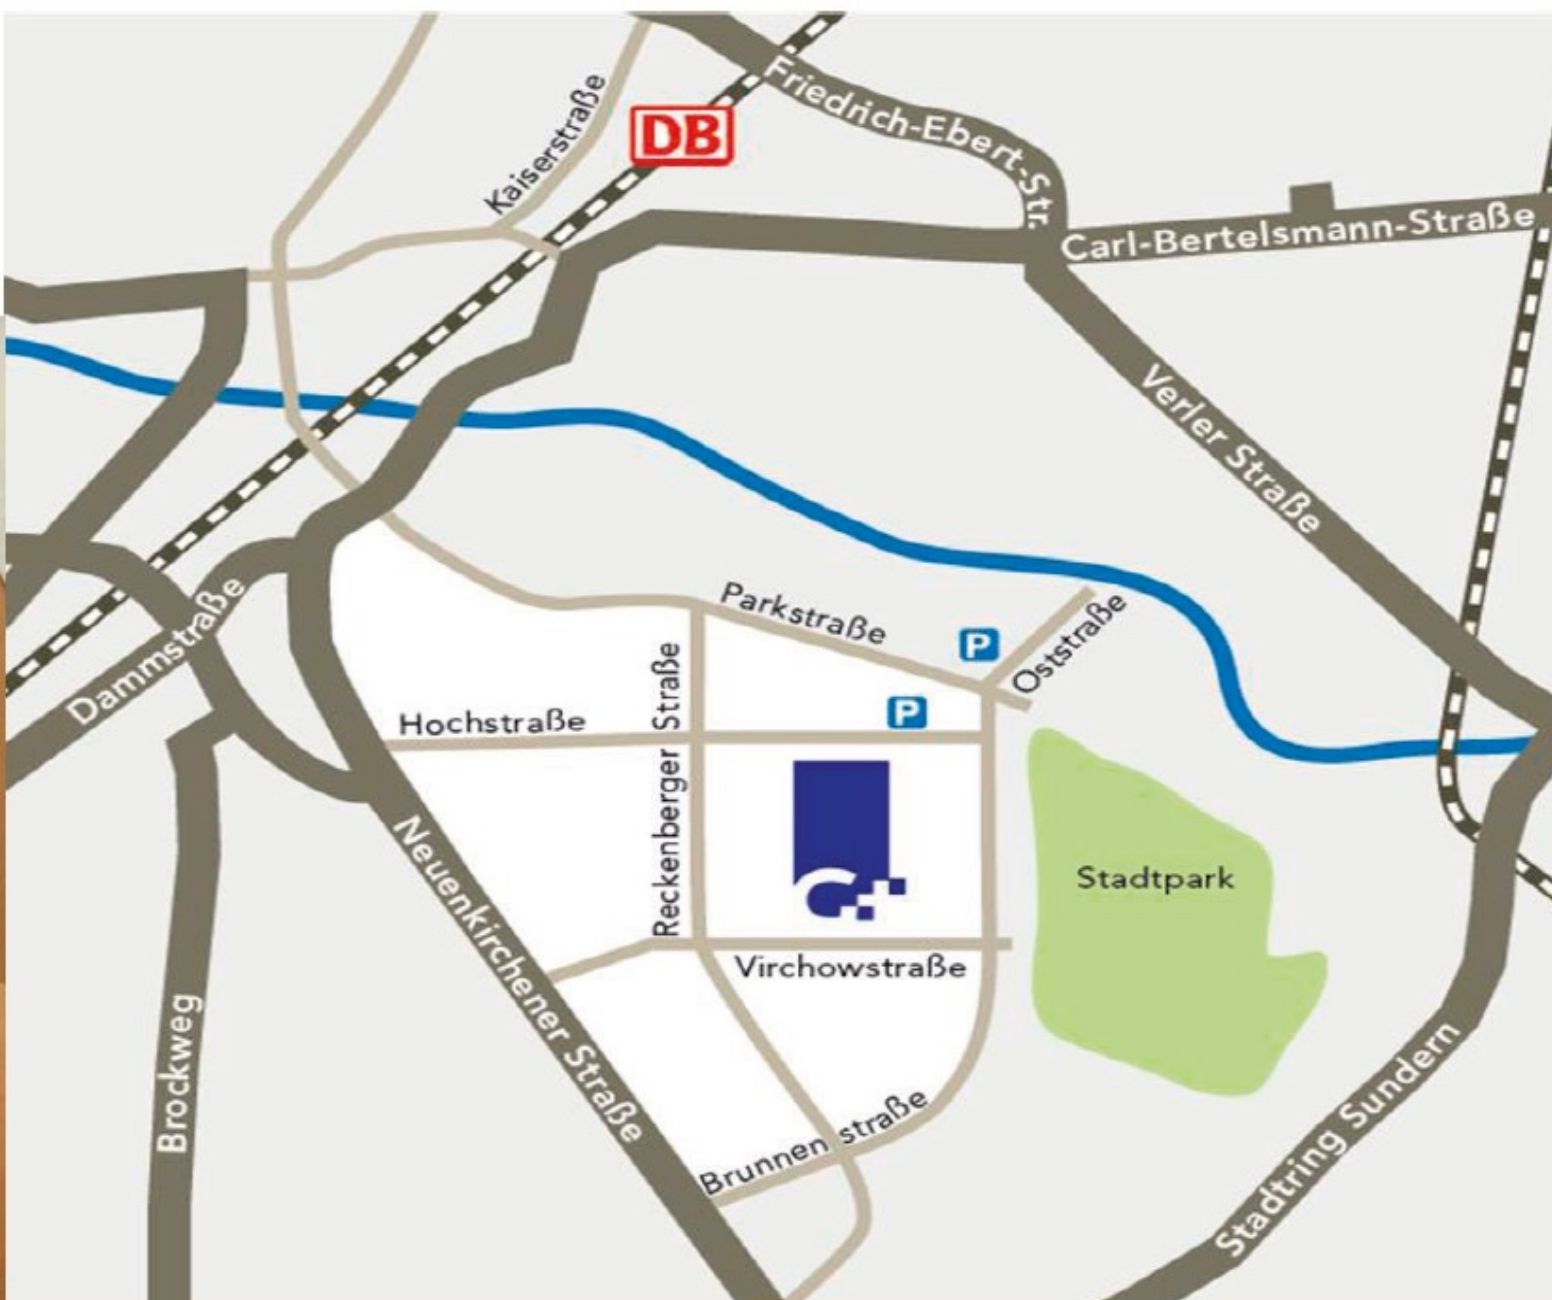 Kaiserstraße
DB
Friedrich-Ebert-Str.
Carl-Bertelsmann-Straße
Verler Straße
Parkstraße
P
Oststraße
Dammstraße
Hochstraße
Reckenberger Straße
P
G+
Stadtpark
Neuenkirchener Straße
Virchowstraße
Brockweg
Brunnenstraße
Stadtring Sundern